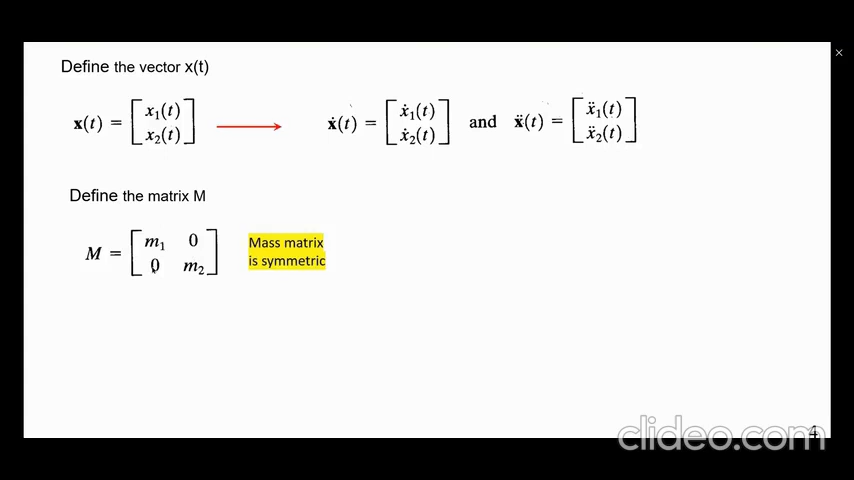 Define the vector x(t)
x(t) = [x₁(t) x₂(t)] → ẋ(t) = [ẋ₁(t) ẋ₂(t)] and ẍ(t) = [ẍ₁(t) ẍ₂(t)]
Define the matrix M
M = [m₁ 0 0 m₂]
Mass matrix
is symmetric
4
clideo.com